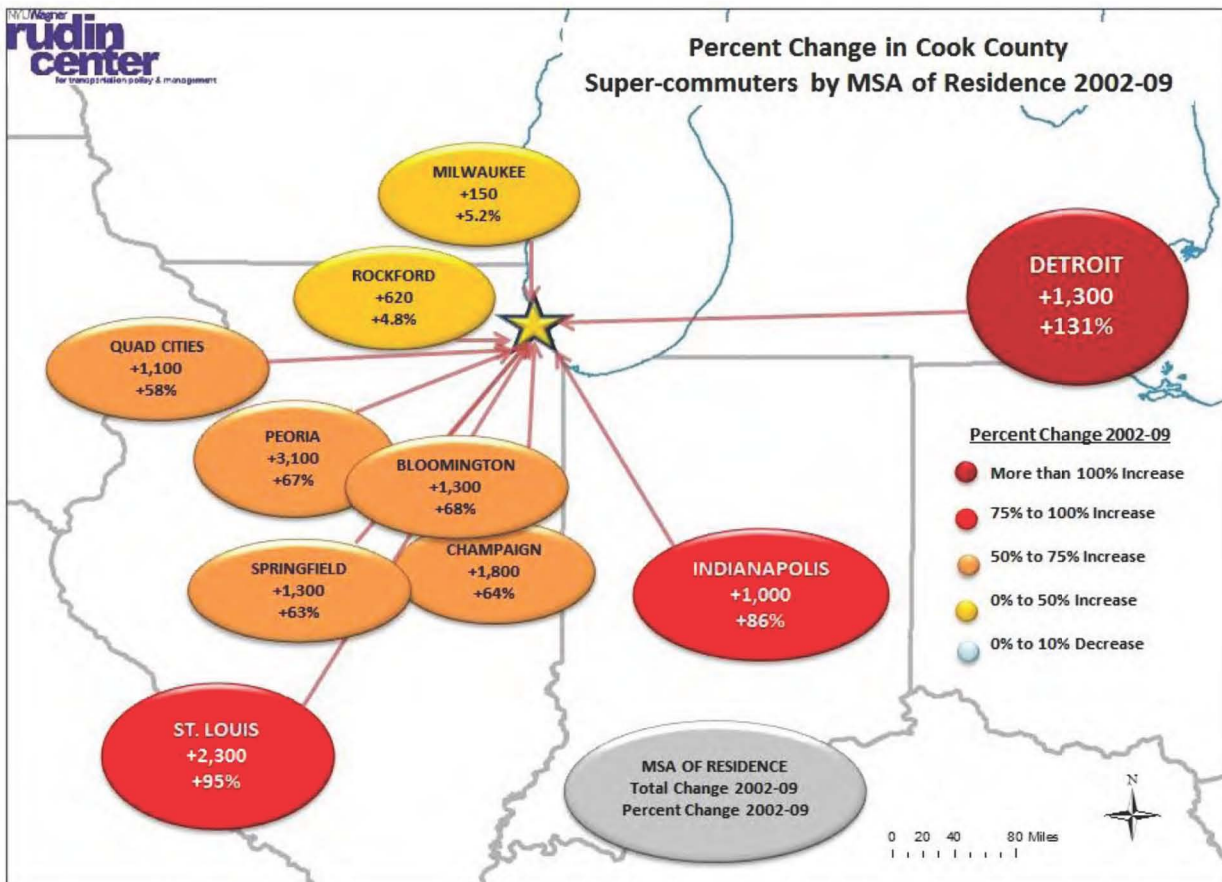 NYU Wagner
rudin
center
for transportation policy & management
Percent Change in Cook County
Super-commuters by MSA of Residence 2002-09
MILWAUKEE
+150
+5.2%
ROCKFORD
+620
+4.8%
DETROIT
+1,300
+131%
QUAD CITIES
+1,100
+58%
PEORIA
+3,100
+67%
BLOOMINGTON
+1,300
+68%
CHAMPAIGN
+1,800
+64%
SPRINGFIELD
+1,300
+63%
INDIANAPOLIS
+1,000
+86%
ST. LOUIS
+2,300
+95%
Percent Change 2002-09
More than 100% Increase
75% to 100% Increase
50% to 75% Increase
0% to 50% Increase
0% to 10% Decrease
MSA OF RESIDENCE
Total Change 2002-09
Percent Change 2002-09
N
0 20 40 80 Miles